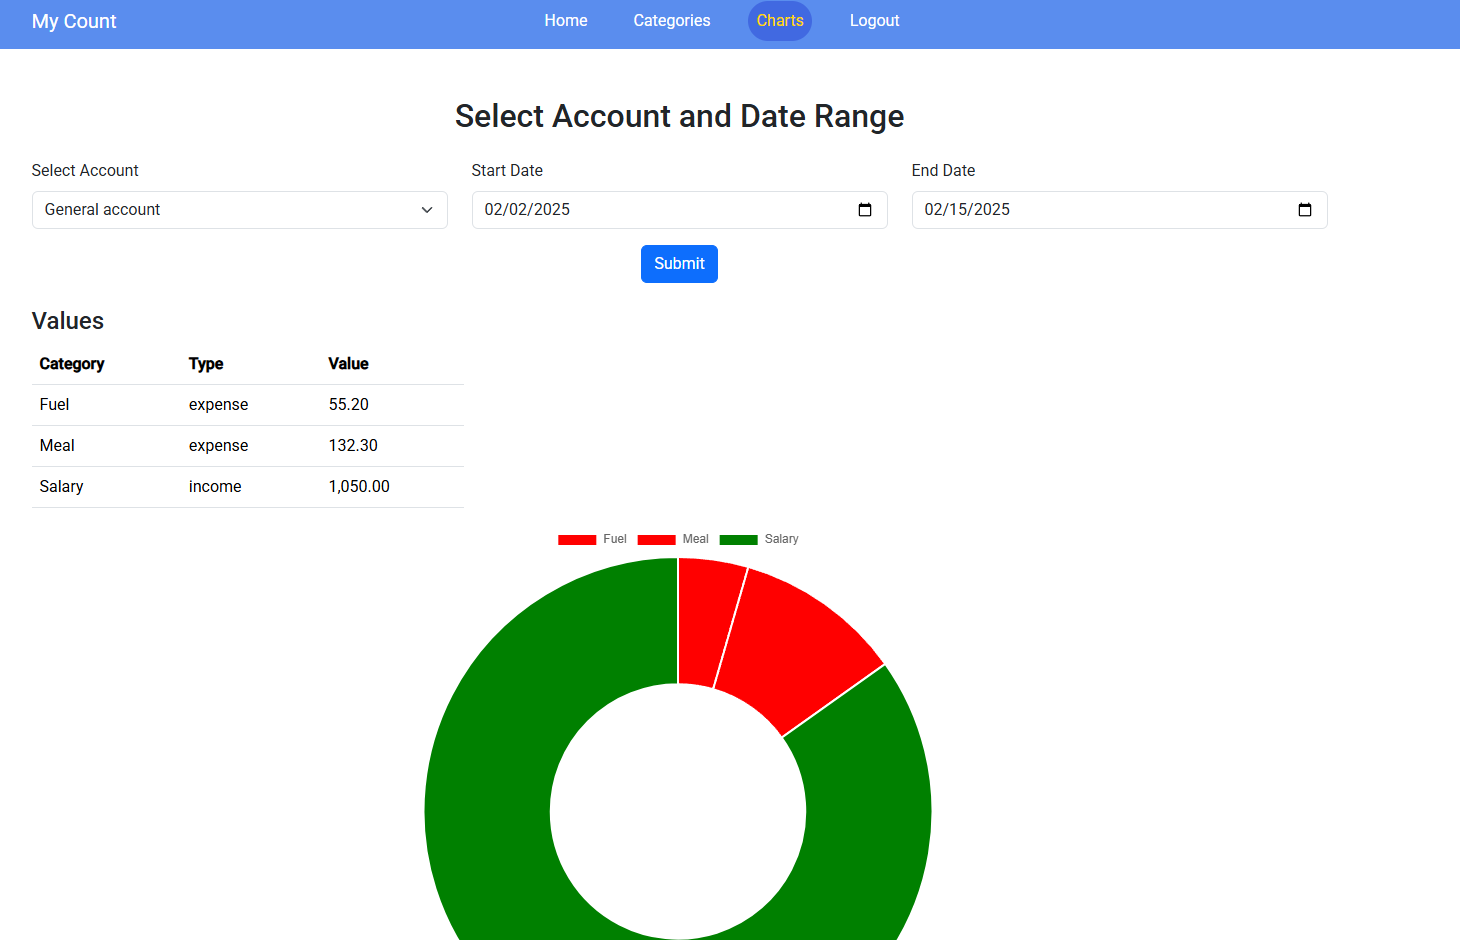 My Count
Home Categories Charts Logout
Select Account and Date Range
Select Account Start Date End Date
General account 02/02/2025 02/15/2025
Submit
Values
Category Type Value
Fuel expense 55.20
Meal expense 132.30
Salary income 1,050.00
Fuel Meal Salary